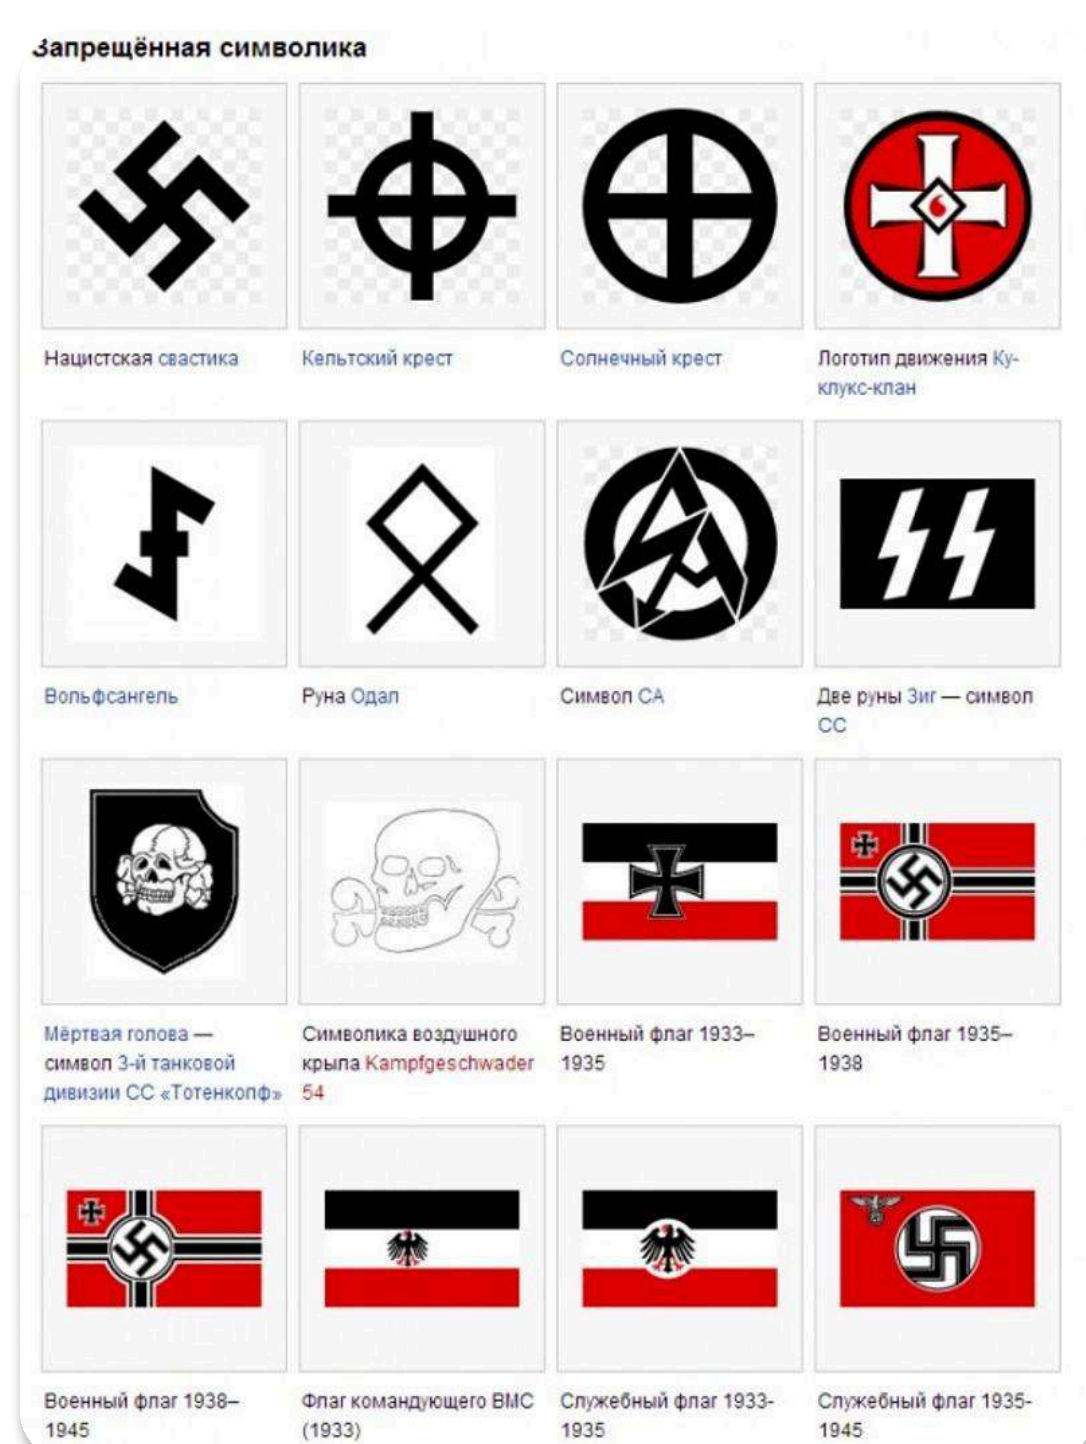 Запрещённая символика
Нацистская свастика
Кельтский крест
Солнечный крест
Логотип движения Ку-
клукс-клан
Вольфсангель
Руна Одал
Символ СА
Две руны Зиг — символ
СС
Мёртвая голова —
символ 3-й танковой
дивизии СС «Тотенкопф»
Символика воздушного
крыла Kampfgeschwader
54
Военный флаг 1933–
1935
Военный флаг 1935–
1938
Военный флаг 1938–
1945
Флаг командующего ВМС
(1933)
Служебный флаг 1933-
1935
Служебный флаг 1935-
1945